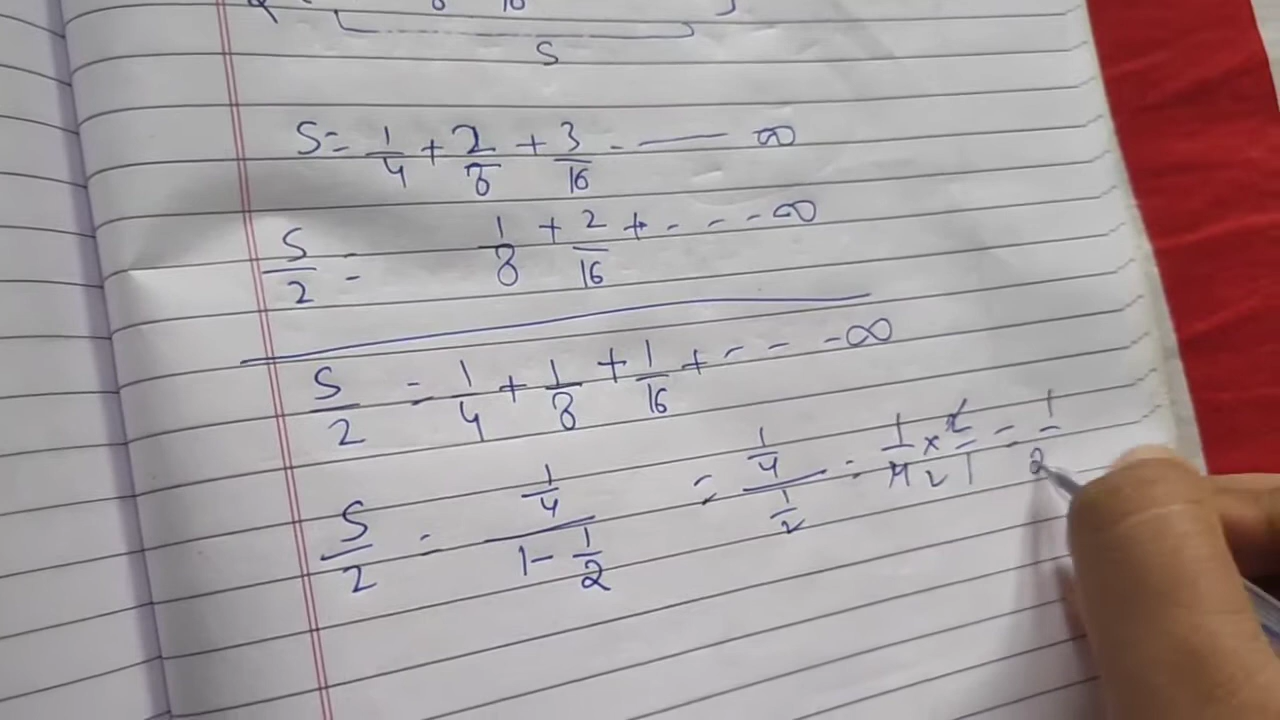 S
S = 1/4 + 2/8 + 3/16 - — ∞
S/2 = 1/8 + 2/16 + - - - ∞
S/2 = 1/4 + 1/8 + 1/16 + - - - ∞
S/2 = (1/4)/(1 - 1/2) = (1/4)/(1/2) = 1/4 2 × 2/1 = 1/2